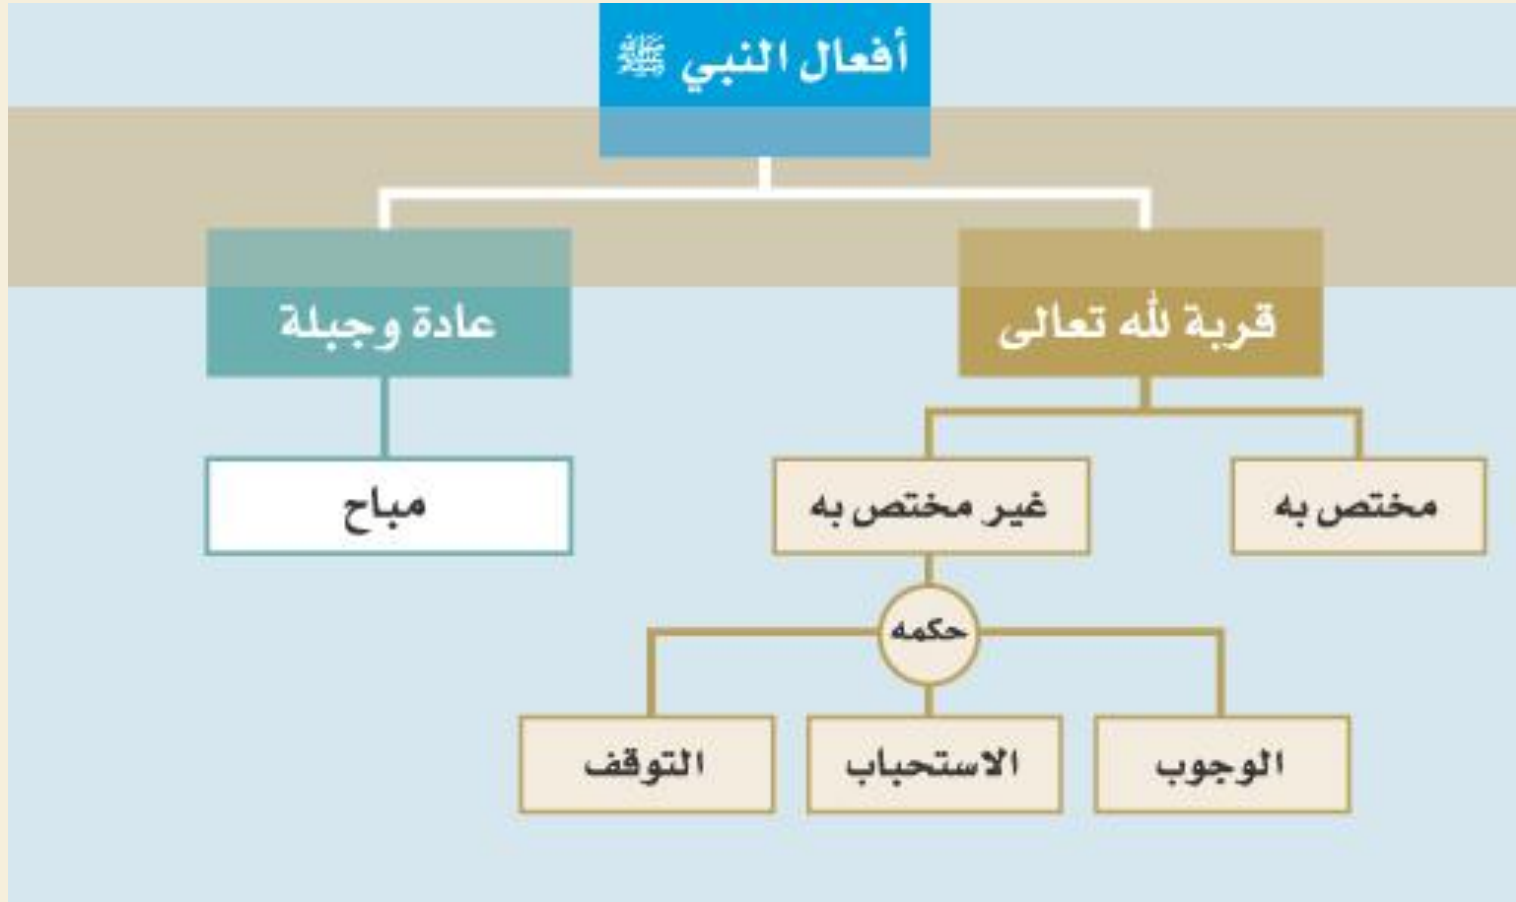 أفعال النبي ﷺ
قربة لله تعالى
عادة وجبلة
مختص به
غير مختص به
مباح
حكمه
الوجوب
الاستحباب
التوقف